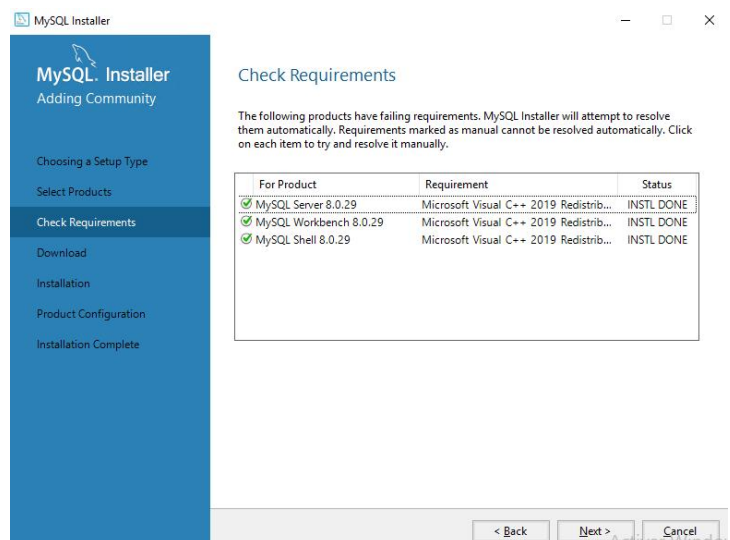 MySQL Installer
MySQL. Installer
Adding Community
Choosing a Setup Type
Select Products
Check Requirements
Download
Installation
Product Configuration
Installation Complete
Check Requirements
The following products have failing requirements. MySQL Installer will attempt to resolve
them automatically. Requirements marked as manual cannot be resolved automatically. Click
on each item to try and resolve it manually.
For Product Requirement Status
MySQL Server 8.0.29 Microsoft Visual C++ 2019 Redistrib... INSTL DONE
MySQL Workbench 8.0.29 Microsoft Visual C++ 2019 Redistrib... INSTL DONE
MySQL Shell 8.0.29 Microsoft Visual C++ 2019 Redistrib... INSTL DONE
< Back Next > Cancel